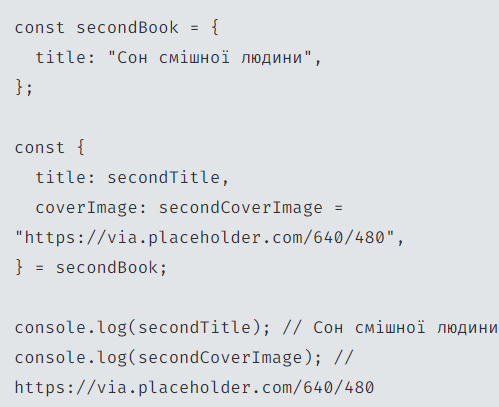 const secondBook = {
  title: "Сон смішної людини",
};

const {
  title: secondTitle,
  coverImage: secondCoverImage =
"https://via.placeholder.com/640/480",
} = secondBook;

console.log(secondTitle); // Сон смішної людини
console.log(secondCoverImage); //
https://via.placeholder.com/640/480